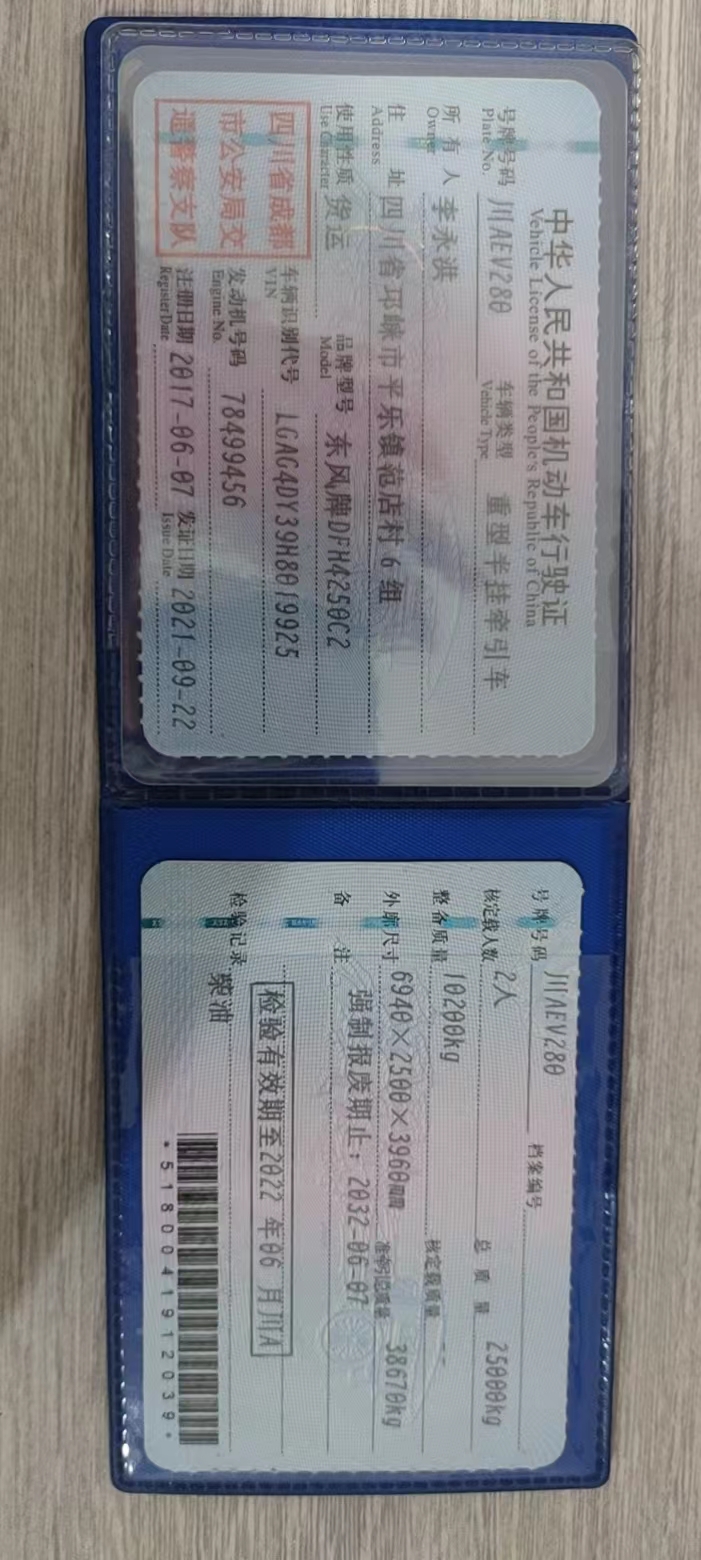 中华人民共和国机动车行驶证
Vehicle License of the People's Republic of China
号牌号码 川AEV280 车辆类型 重型半挂牵引车
Plate No. Vehicle Type
所有人 李永洪
Owner
住址 四川省邛崃市平乐镇范店村6组
Address
使用性质 货运 品牌型号 东风牌DFH4250C2
Use Character Model
四川省成都
市公安局交
通警察支队
车辆识别代号 LGAG4DY39H8019925
VIN
发动机号码 78499456
Engine No.
注册日期 2017-06-07 发证日期 2021-09-22
Register Date Issue Date
号牌号码 川AEV280 档案编号
核定载人数 2人 总质量 25000kg
整备质量 10200kg 核定载质量 --
外廓尺寸 6940×2500×3960mm 准牵引总质量 38670kg
备注 强制报废期止：2032-06-07
检验有效期至2022 年06 月川A
检验记录 柴油
*5180041912039*